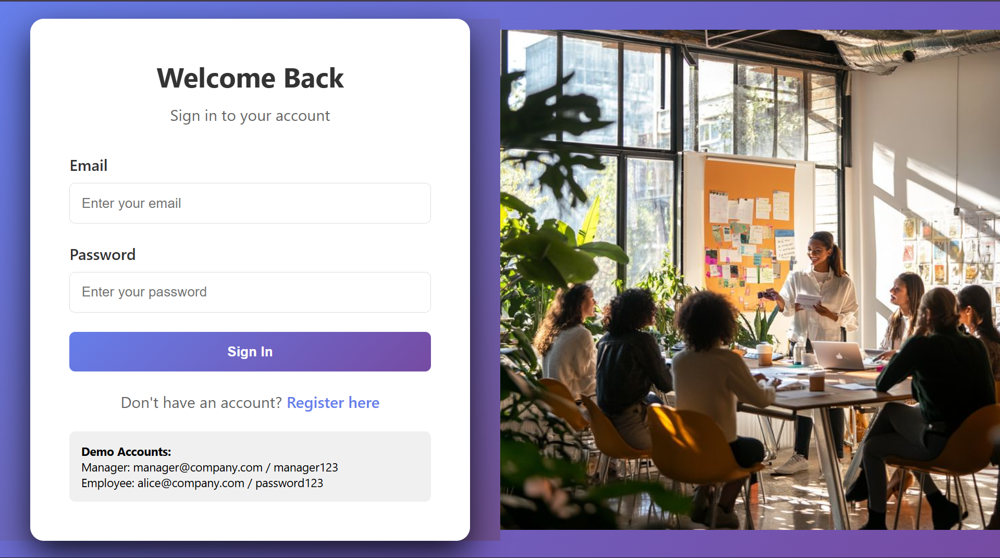 Welcome Back
Sign in to your account
Email
Enter your email
Password
Enter your password
Sign In
Don't have an account? Register here
Demo Accounts:
Manager: manager@company.com / manager123
Employee: alice@company.com / password123